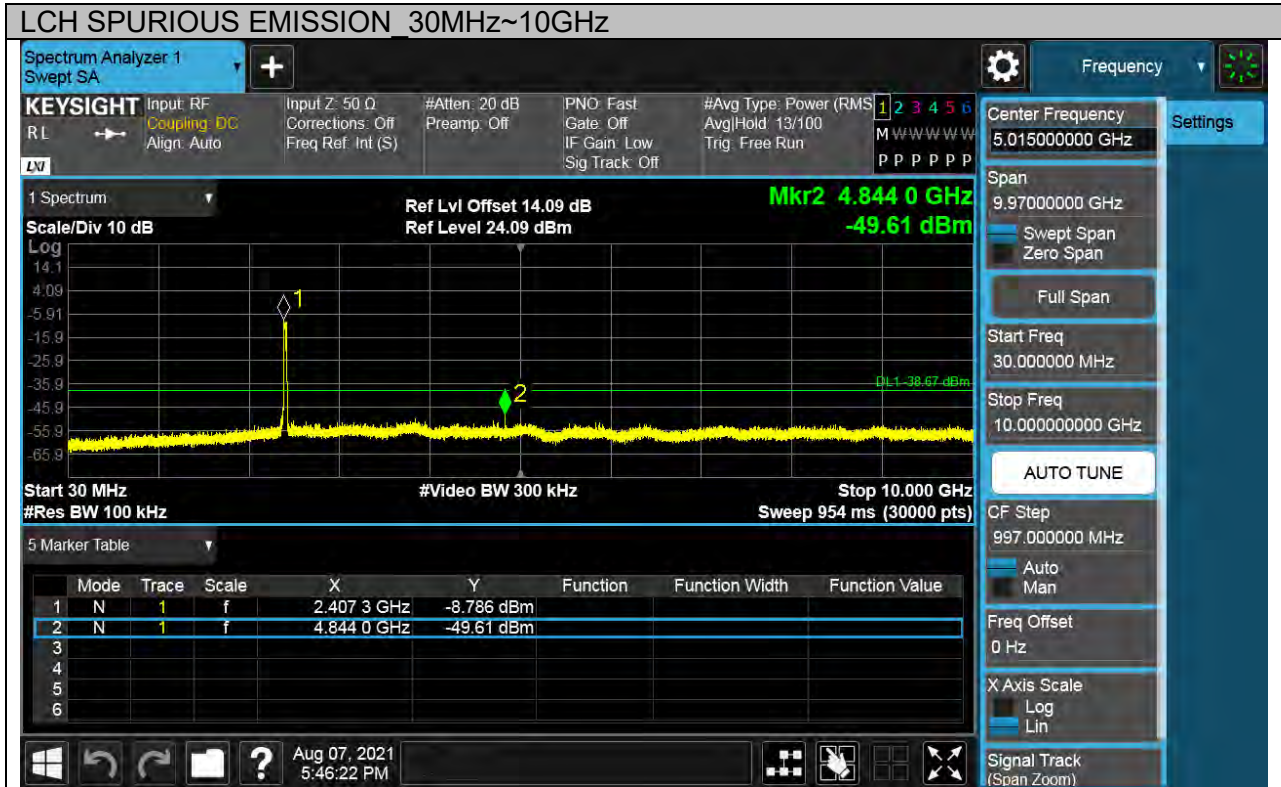 LCH SPURIOUS EMISSION_30MHz~10GHz
Spectrum Analyzer 1
Swept SA
+
Frequency
KEYSIGHT
RL
LXI
Input: RF
Coupling: DC
Align: Auto
Input Z: 50 Ω
Corrections: Off
Freq Ref: Int (S)
#Atten: 20 dB
Preamp: Off
PNO: Fast
Gate: Off
IF Gain: Low
Sig Track: Off
#Avg Type: Power (RMS
Avg|Hold: 13/100
Trig: Free Run
1 2 3 4 5 6
M W W W W W
P P P P P P
1 Spectrum
Scale/Div 10 dB
Ref Lvl Offset 14.09 dB
Ref Level 24.09 dBm
Mkr2 4.844 0 GHz
-49.61 dBm
Log
14.1
4.09
-5.91
-15.9
-25.9
-35.9
-45.9
-55.9
-65.9
1
2
DL1 -38.67 dBm
Start 30 MHz
#Video BW 300 kHz
Stop 10.000 GHz
#Res BW 100 kHz
Sweep 954 ms (30000 pts)
5 Marker Table
Mode Trace Scale X Y Function Function Width Function Value
1 N 1 f 2.407 3 GHz -8.786 dBm
2 N 1 f 4.844 0 GHz -49.61 dBm
3
4
5
6
Center Frequency
5.015000000 GHz
Settings
Span
9.97000000 GHz
Swept Span
Zero Span
Full Span
Start Freq
30.000000 MHz
Stop Freq
10.000000000 GHz
AUTO TUNE
CF Step
997.000000 MHz
Auto
Man
Freq Offset
0 Hz
X Axis Scale
Log
Lin
Signal Track
(Span Zoom)
?
Aug 07, 2021
5:46:22 PM